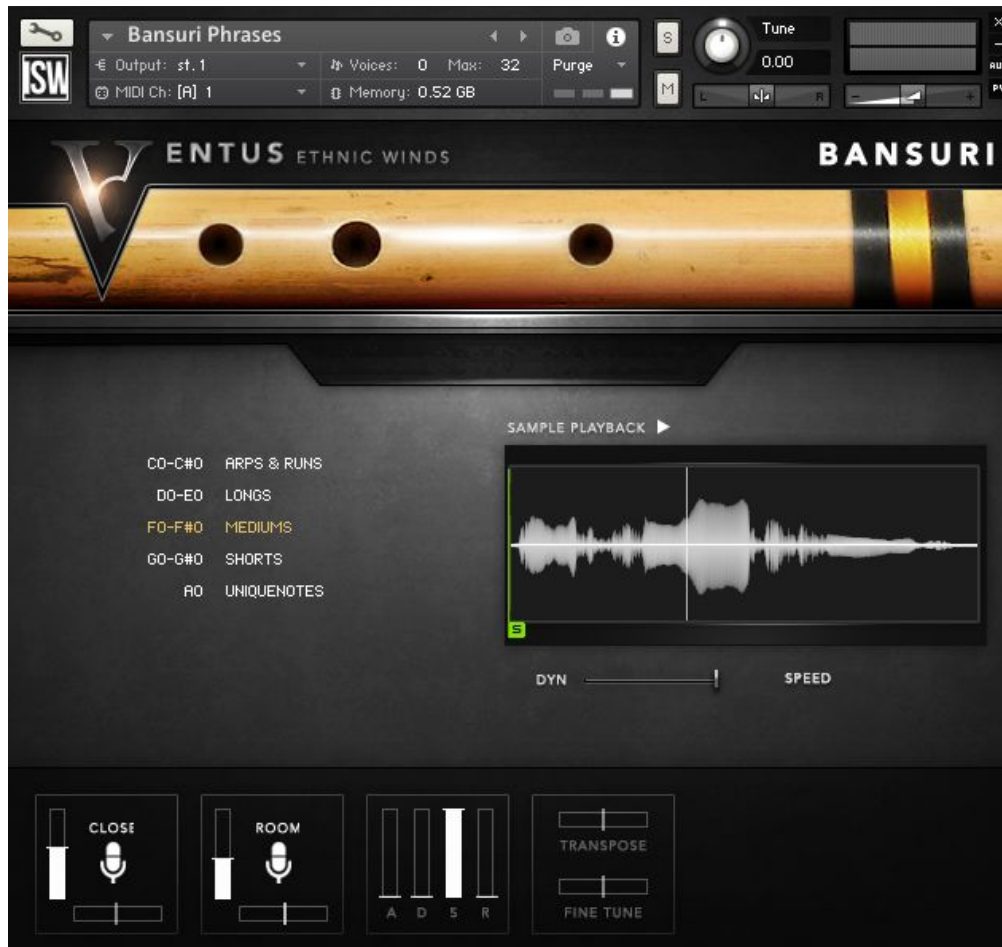 Bansuri Phrases
S
Tune
Output: st.1
Voices: 0 Max: 32
Purge
0.00
ISW
MIDI Ch: [A] 1
Memory: 0.52 GB
M
L
R
- +
ENTUS ETHNIC WINDS
BANSURI
SAMPLE PLAYBACK
C0-C#0 ARPS & RUNS
D0-E0 LONGS
F0-F#0 MEDIUMS
G0-G#0 SHORTS
A0 UNIQUENOTES
S
DYN
SPEED
CLOSE
ROOM
A D S R
TRANSPOSE
FINE TUNE